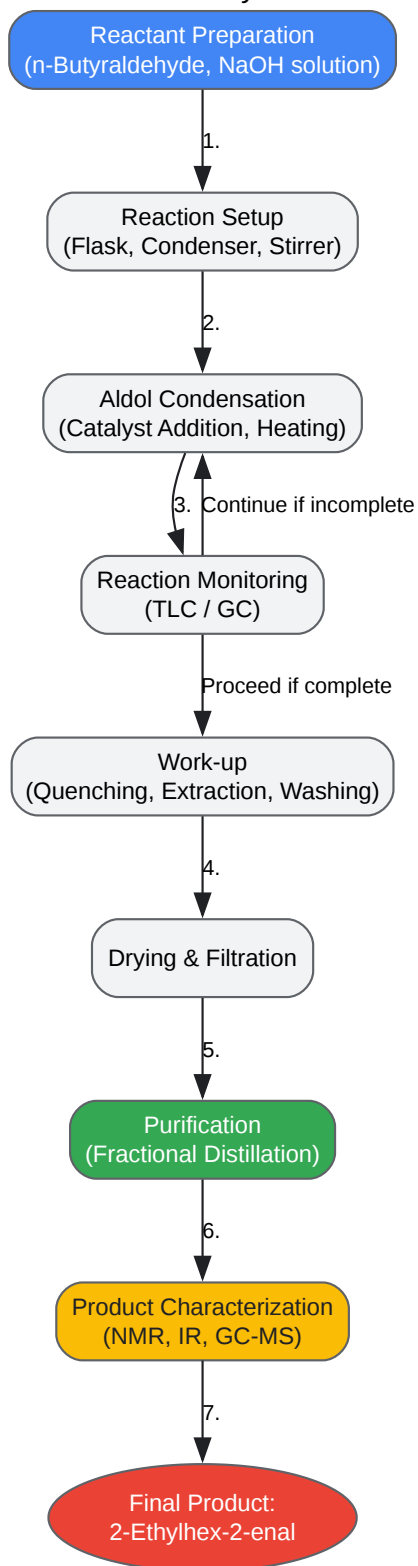 Reactant Preparation
(n-Butyraldehyde, NaOH solution)
1.
Reaction Setup
(Flask, Condenser, Stirrer)
2.
Aldol Condensation
(Catalyst Addition, Heating)
3.
Continue if incomplete
Reaction Monitoring
(TLC / GC)
Proceed if complete
Work-up
(Quenching, Extraction, Washing)
4.
Drying & Filtration
5.
Purification
(Fractional Distillation)
6.
Product Characterization
(NMR, IR, GC-MS)
7.
Final Product:
2-Ethylhex-2-enal